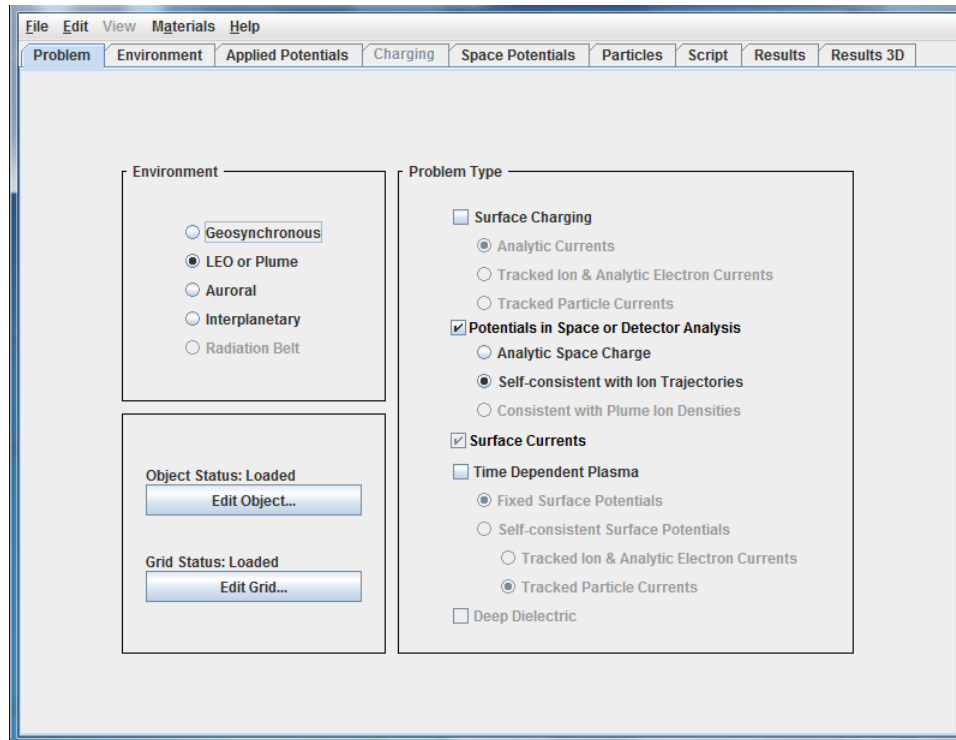 File Edit View Materials Help
Problem Environment Applied Potentials Charging Space Potentials Particles Script Results Results 3D
Environment
Geosynchronous
LEO or Plume
Auroral
Interplanetary
Radiation Belt
Object Status: Loaded
Edit Object...
Grid Status: Loaded
Edit Grid...
Problem Type
Surface Charging
Analytic Currents
Tracked Ion & Analytic Electron Currents
Tracked Particle Currents
Potentials in Space or Detector Analysis
Analytic Space Charge
Self-consistent with Ion Trajectories
Consistent with Plume Ion Densities
Surface Currents
Time Dependent Plasma
Fixed Surface Potentials
Self-consistent Surface Potentials
Tracked Ion & Analytic Electron Currents
Tracked Particle Currents
Deep Dielectric